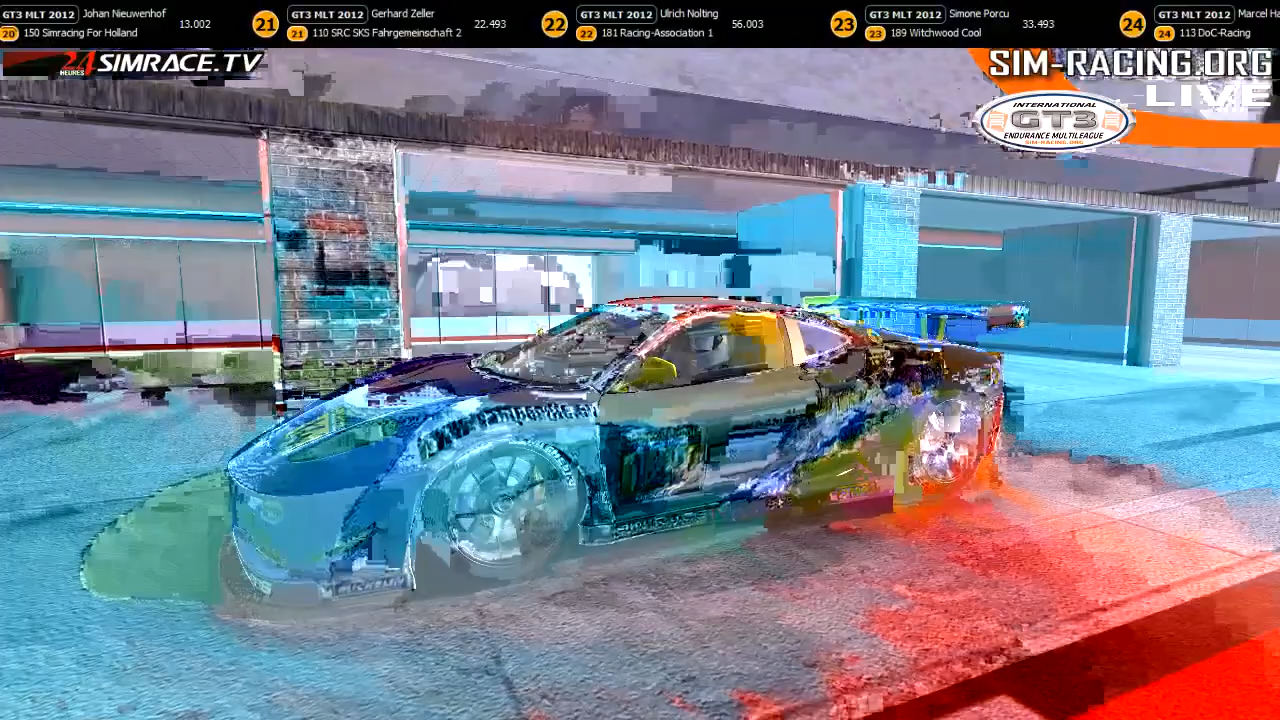 GT3 MLT 2012 Johan Nieuwenhof 13.002
20 150 Simracing For Holland
21 GT3 MLT 2012 Gerhard Zeller 22.493
21 110 SRC SKS Fahrgemeinschaft 2
22 GT3 MLT 2012 Ulrich Nolting 56.003
22 181 Racing-Association 1
23 GT3 MLT 2012 Simone Porcu 33.493
23 189 Witchwood Cool
24 GT3 MLT 2012 Marcel Ha
24 113 DoC-Racing
24 HEURES SIMRACE.TV
SIM-RACING.ORG
LIVE
INTERNATIONAL
GT3
ENDURANCE MULTILEAGUE
SIM-RACING.ORG